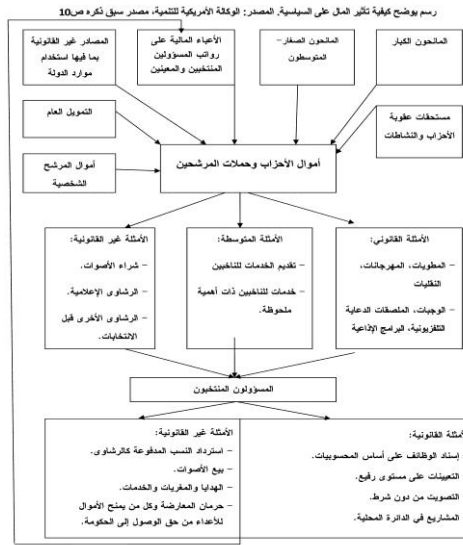 رسم يوضح كيفية تأثير المال على السياسية. المصدر: الوكالة الأمريكية للتنمية، مصدر سبق ذكره ص10
المانحون الكبار
المانحون الصغار–
المتوسطون
الأعباء المالية على
رواتب المسؤولين
المنتخبين والمعينين
المصادر غير القانونية
بما فيها استخدام
موارد الدولة
مستحقات عقوبة
الأحزاب والنشاطات
التمويل العام
أموال المرشح
الشخصية
أموال الأحزاب وحملات المرشحين
الأمثلة القانوني:
– المطويات، المهرجانات،
النقليات
– الوجبات، الملصقات الدعاية
التلفزيونية، البرامج الإذاعية
الأمثلة المتوسطة:
– تقديم الخدمات للناخبين
– خدمات للناخبين ذات أهمية
ملحوظة.
الأمثلة غير القانونية:
– شراء الأصوات.
– الرشاوى الإعلامية.
– الرشاوى الأخرى قبل
الانتخابات.
المسؤولون المنتخبون
أمثلة القانونية:
إسناد الوظائف على أساس المحسوبيات.
التعيينات على مستوى رفيع.
التصويت من دون شرط.
المشاريع في الدائرة المحلية.
الأمثلة غير القانونية:
– استرداد النسب المدفوعة كالرشاوى.
– بيع الأصوات.
– الهدايا والمغريات والخدمات.
– حرمان المعارضة وكل من يمنح الأموال
للأعداء من حق الوصول إلى الحكومة.